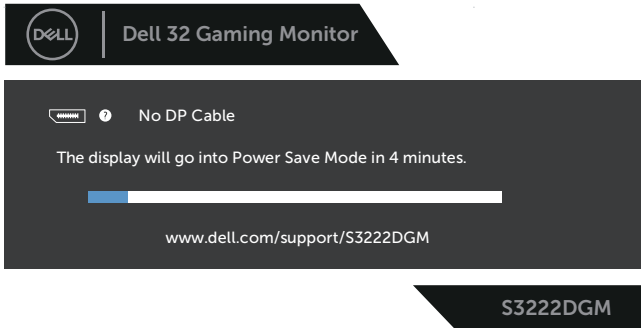 DELL
Dell 32 Gaming Monitor
? No DP Cable
The display will go into Power Save Mode in 4 minutes.
www.dell.com/support/S3222DGM
S3222DGM